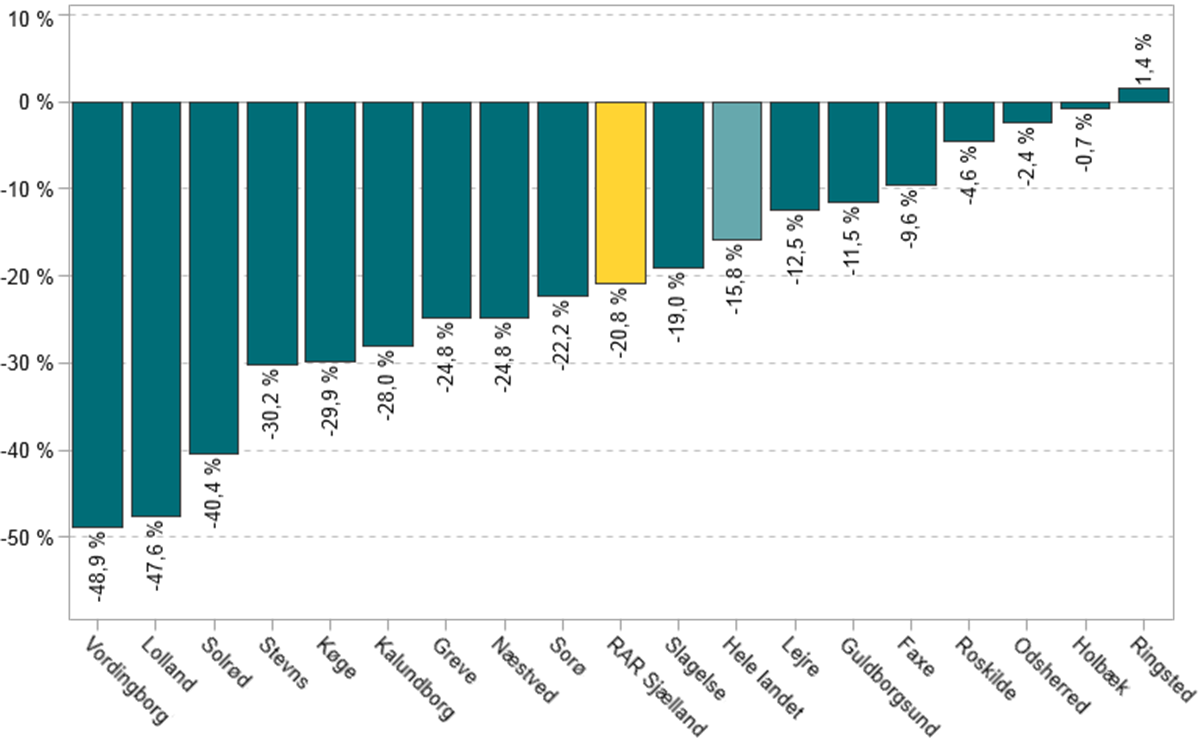 10 %
0 %
-10 %
-20 %
-30 %
-40 %
-50 %
-48,9 %
-47,6 %
-40,4 %
-30,2 %
-29,9 %
-28,0 %
-24,8 %
-24,8 %
-22,2 %
-20,8 %
-19,0 %
-15,8 %
-12,5 %
-11,5 %
-9,6 %
-4,6 %
-2,4 %
-0,7 %
1,4 %
Vordingborg
Lolland
Solrød
Stevns
Køge
Kalundborg
Greve
Næstved
Sorø
RAR Sjælland
Slagelse
Hele landet
Lejre
Guldborgsund
Faxe
Roskilde
Odsherred
Holbæk
Ringsted